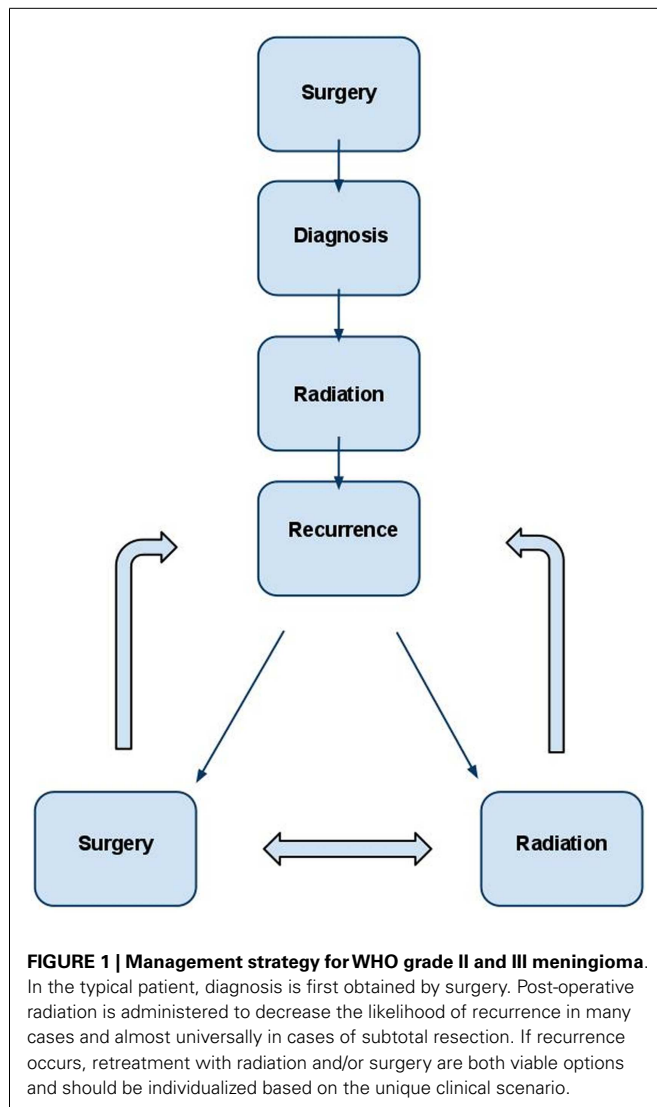 Surgery
Diagnosis
Radiation
Recurrence
Surgery
Radiation
FIGURE 1 | Management strategy for WHO grade II and III meningioma.
In the typical patient, diagnosis is first obtained by surgery. Post-operative
radiation is administered to decrease the likelihood of recurrence in many
cases and almost universally in cases of subtotal resection. If recurrence
occurs, retreatment with radiation and/or surgery are both viable options
and should be individualized based on the unique clinical scenario.